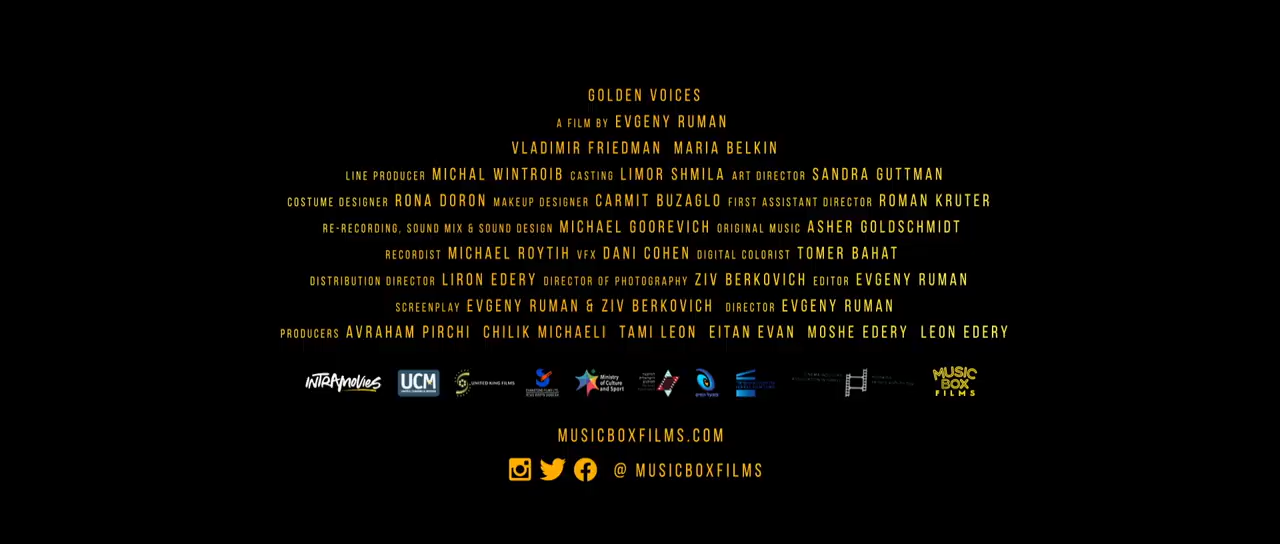 GOLDEN VOICES
A FILM BY EVGENY RUMAN
VLADIMIR FRIEDMAN MARIA BELKIN
LINE PRODUCER MICHAL WINTROIB CASTING LIMOR SHMILA ART DIRECTOR SANDRA GUTTMAN
COSTUME DESIGNER RONA DORON MAKEUP DESIGNER CARMIT BUZAGLO FIRST ASSISTANT DIRECTOR ROMAN KRUTER
RE-RECORDING, SOUND MIX & SOUND DESIGN MICHAEL GOOREVICH ORIGINAL MUSIC ASHER GOLDSCHMIDT
RECORDIST MICHAEL ROYTIH VFX DANI COHEN DIGITAL COLORIST TOMER BAHAT
DISTRIBUTION DIRECTOR LIRON EDERY DIRECTOR OF PHOTOGRAPHY ZIV BERKOVICH EDITOR EVGENY RUMAN
SCREENPLAY EVGENY RUMAN & ZIV BERKOVICH DIRECTOR EVGENY RUMAN
PRODUCERS AVRAHAM PIRCHI CHILIK MICHAELI TAMI LEON EITAN EVAN MOSHE EDERY LEON EDERY
INTRAMOVIES UCM UNITED KING FILMS Ministry of Culture and Sport MUSIC BOX FILMS
MUSICBOXFILMS.COM
@ MUSICBOXFILMS